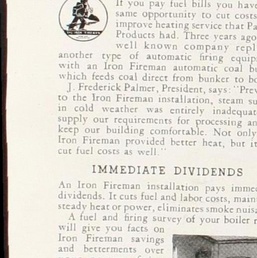 If you pay fuel bills you have
same opportunity to cut costs
improve heating service that Pa
Products had. Three years ago
well known company repl
another type of automatic firing equip
with an Iron Fireman automatic coal bu
which feeds coal direct from bunker to bo
J. Frederick Palmer, President, says: "Prev
to the Iron Fireman installation, steam su
in cold weather was entirely inadequat
supply our requirements for processing an
keep our building comfortable. Not only
Iron Fireman provided better heat, but it
cut fuel costs as well."
IMMEDIATE DIVIDENDS
An Iron Fireman installation pays immed
dividends. It cuts fuel and labor costs, main
steady heat or power, eliminates smoke nuisa
A fuel and firing survey of your boiler r
will give you facts on
Iron Fireman savings
and betterments over